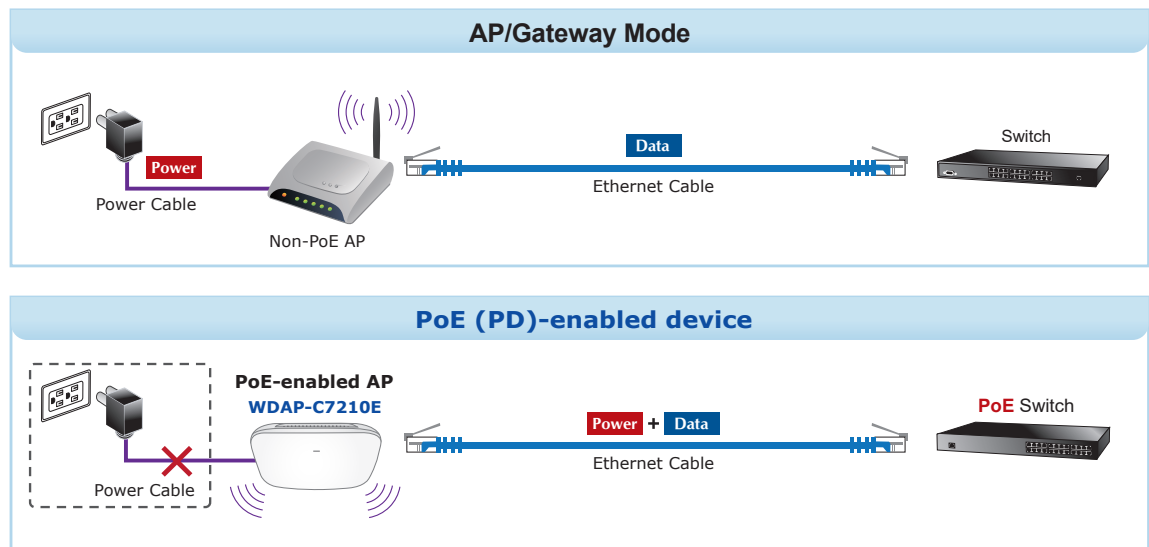 AP/Gateway Mode
Power
Power Cable
Non-PoE AP
Data
Ethernet Cable
Switch
PoE (PD)-enabled device
Power Cable
PoE-enabled AP
WDAP-C7210E
Power + Data
Ethernet Cable
PoE Switch